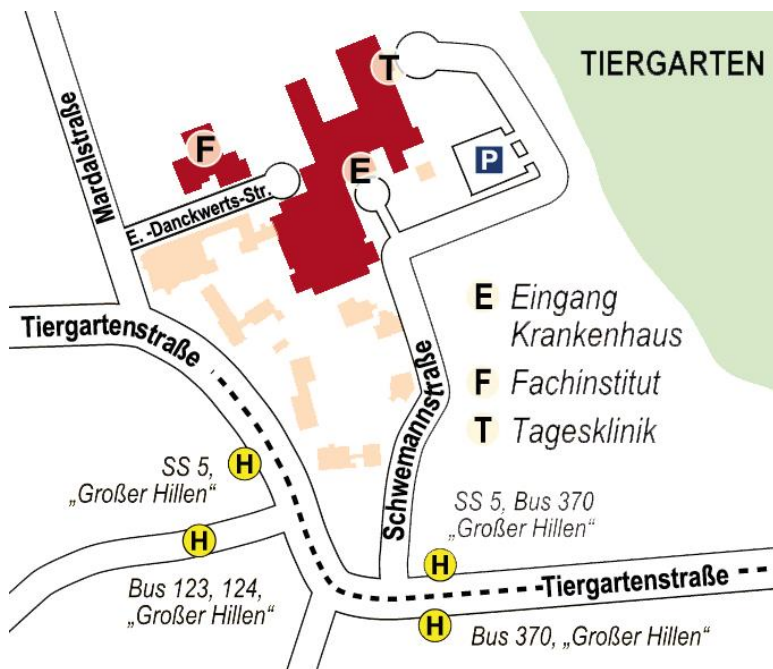 TIERGARTEN
T
F
E
P
Mardalstraße
E. -Danckwerts-Str.
Tiergartenstraße
Schwemannstraße
E Eingang
Krankenhaus
F Fachinstitut
T Tagesklinik
H
SS 5,
„Großer Hillen“
H
Bus 123, 124,
„Großer Hillen“
SS 5, Bus 370
„Großer Hillen“
H
Tiergartenstraße
H
Bus 370, „Großer Hillen“